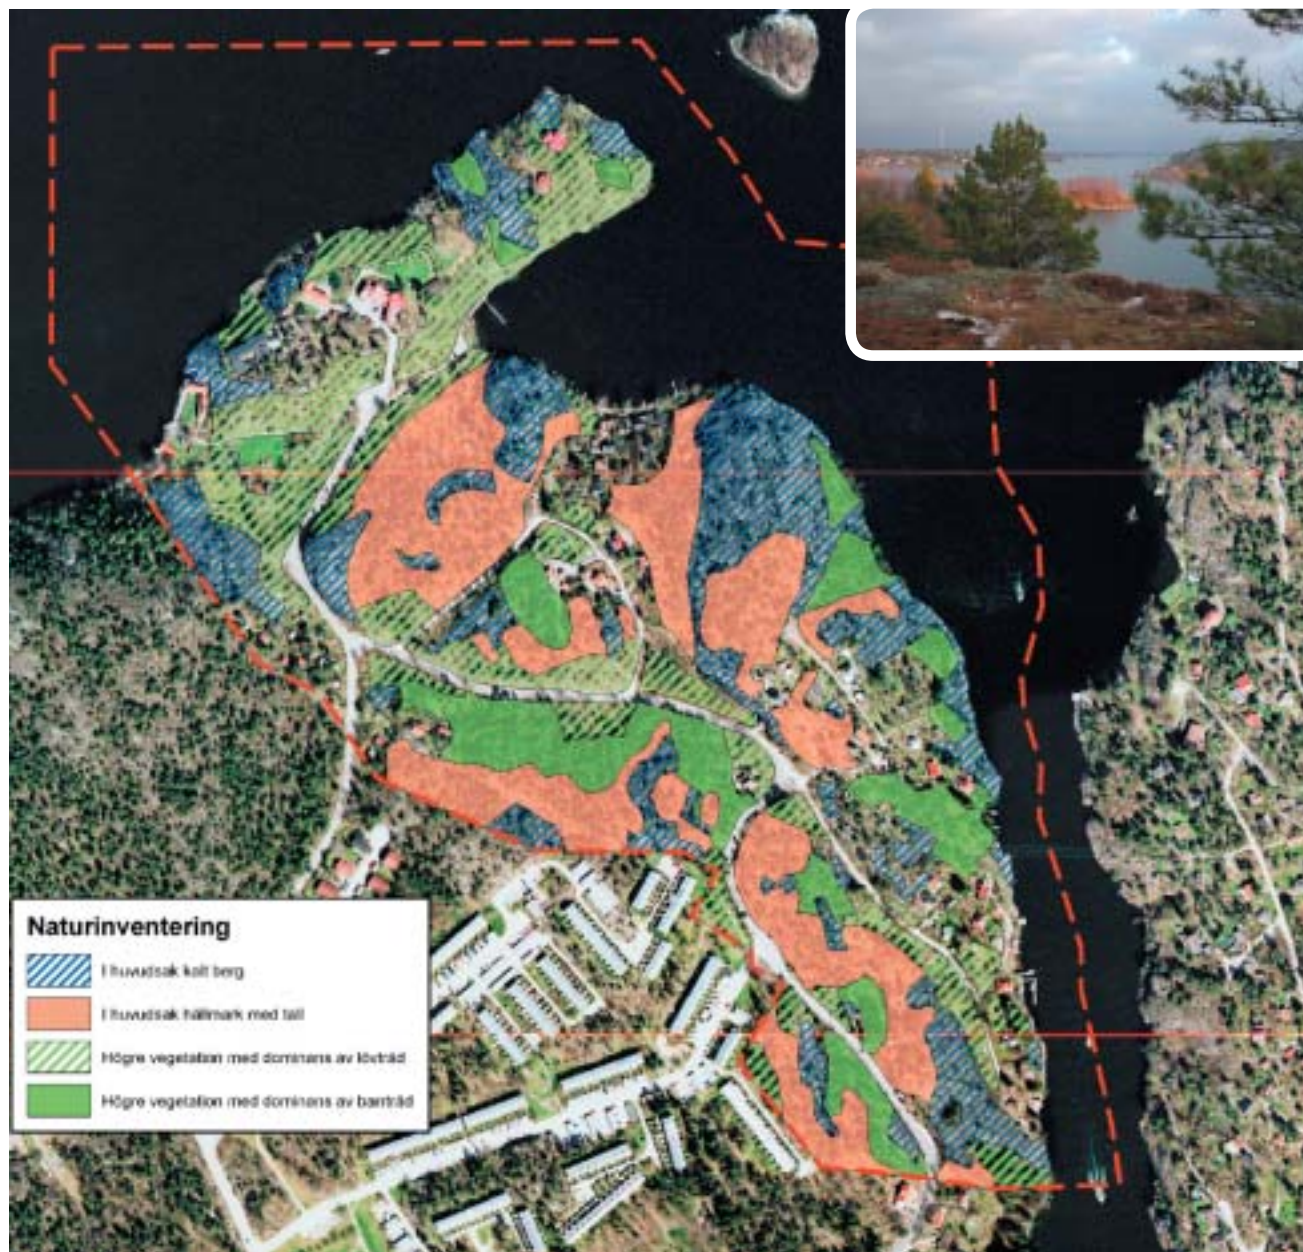 Naturinventering
I huvudsak kalt berg
I huvudsak hällmark med tall
Högre vegetation med dominans av lövträd
Högre vegetation med dominans av barrträd